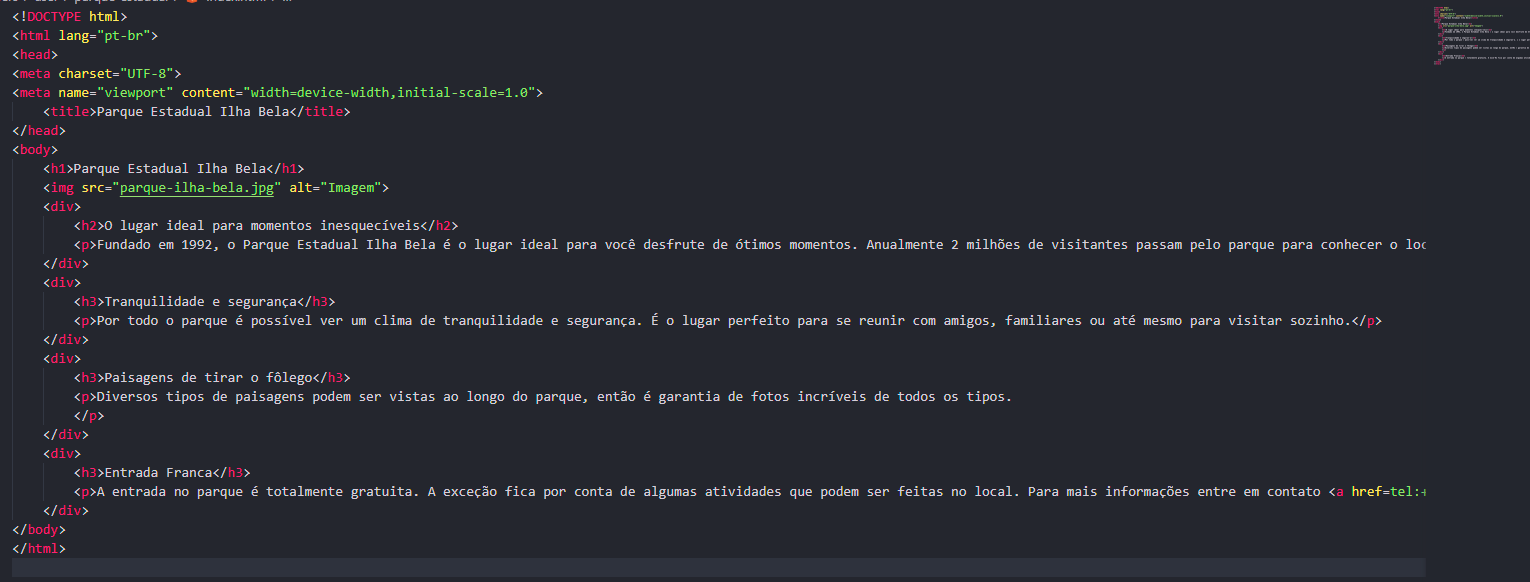 <!DOCTYPE html>
<html lang="pt-br">
<head>
<meta charset="UTF-8">
<meta name="viewport" content="width=device-width,initial-scale=1.0">
<title>Parque Estadual Ilha Bela</title>
</head>
<body>
<h1>Parque Estadual Ilha Bela</h1>
<img src="parque-ilha-bela.jpg" alt="Imagem">
<div>
<h2>O lugar ideal para momentos inesquecíveis</h2>
<p>Fundado em 1992, o Parque Estadual Ilha Bela é o lugar ideal para você desfrute de ótimos momentos. Anualmente 2 milhões de visitantes passam pelo parque para conhecer o loc
</div>
<div>
<h3>Tranquilidade e segurança</h3>
<p>Por todo o parque é possível ver um clima de tranquilidade e segurança. É o lugar perfeito para se reunir com amigos, familiares ou até mesmo para visitar sozinho.</p>
</div>
<div>
<h3>Paisagens de tirar o fôlego</h3>
<p>Diversos tipos de paisagens podem ser vistas ao longo do parque, então é garantia de fotos incríveis de todos os tipos.
</p>
</div>
<div>
<h3>Entrada Franca</h3>
<p>A entrada no parque é totalmente gratuita. A exceção fica por conta de algumas atividades que podem ser feitas no local. Para mais informações entre em contato <a href=tel:+
</div>
</body>
</html>